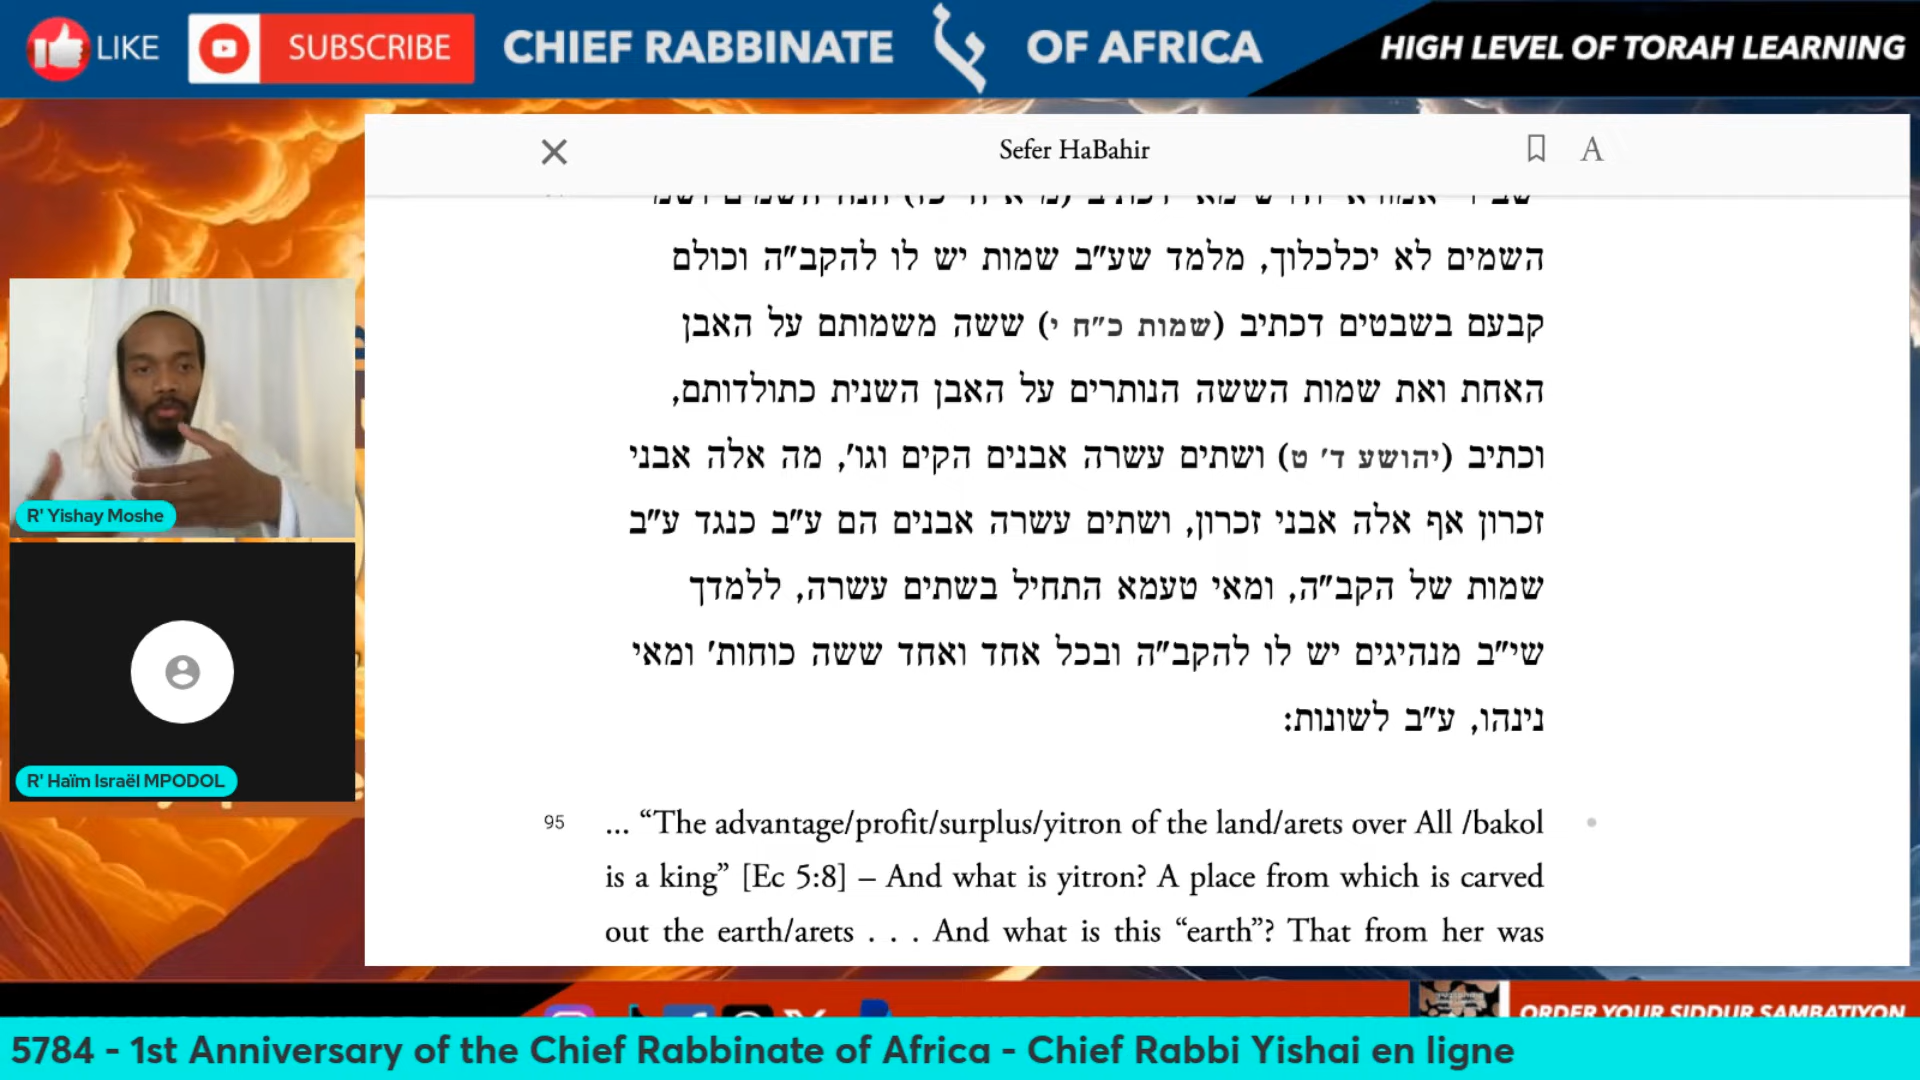 LIKE
SUBSCRIBE
CHIEF RABBINATE OF AFRICA
HIGH LEVEL OF TORAH LEARNING
Sefer HaBahir
A
השמים לא יכלכלוך, מלמד שע"ב שמות יש לו להקב"ה וכולם
קבעם בשבטים דכתיב (שמות כ"ח י) ששה משמותם על האבן
האחת ואת שמות הששה הנותרים על האבן השנית כתולדותם,
וכתיב (יהושע ד' ט) ושתים עשרה אבנים הקים וגו', מה אלה אבני
זכרון אף אלה אבני זכרון, ושתים עשרה אבנים הם ע"ב כנגד ע"ב
שמות של הקב"ה, ומאי טעמא התחיל בשתים עשרה, ללמדך
שי"ב מנהיגים יש לו להקב"ה ובכל אחד ואחד ששה כוחות' ומאי
נינהו, ע"ב לשונות:
95
... “The advantage/profit/surplus/yitron of the land/arets over All /bakol
is a king” [Ec 5:8] – And what is yitron? A place from which is carved
out the earth/arets . . . And what is this “earth”? That from her was
R' Yishay Moshe
R' Haïm Israël MPODOL
ORDER YOUR SIDDUR SAMBATIYON
5784 - 1st Anniversary of the Chief Rabbinate of Africa - Chief Rabbi Yishai en ligne